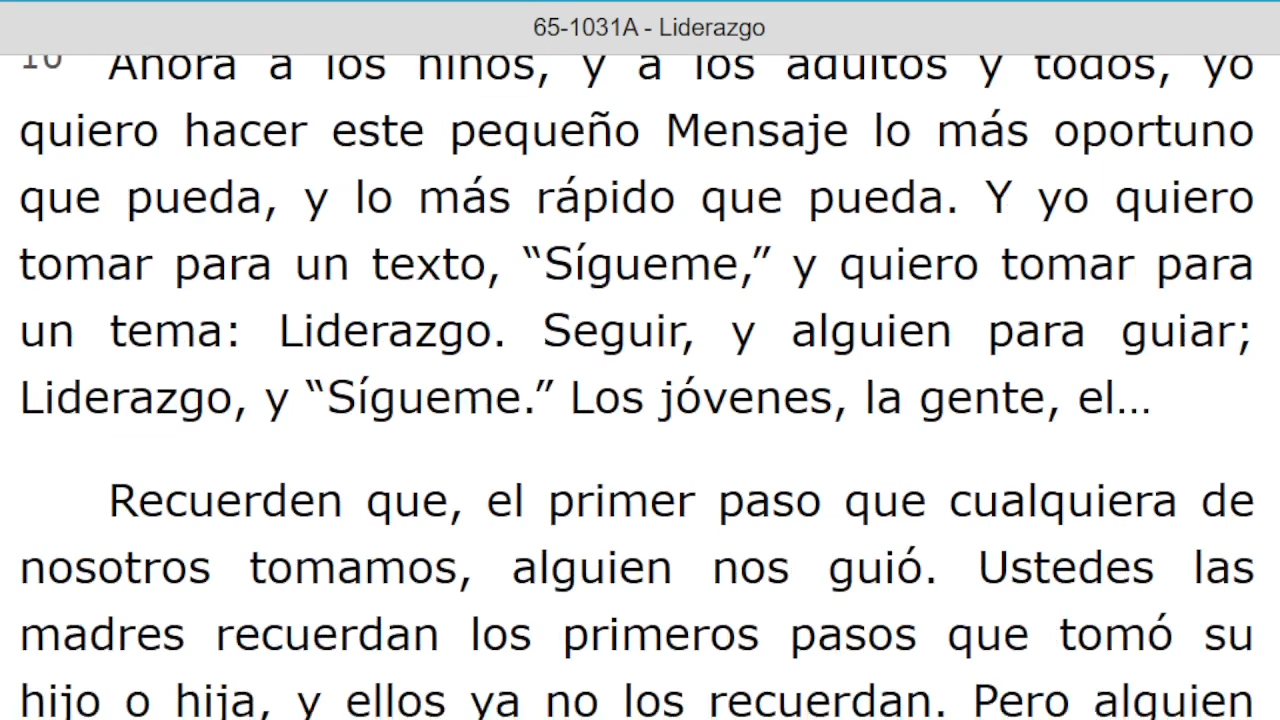 65-1031A - Liderazgo
10 Ahora a los niños, y a los adultos y todos, yo
quiero hacer este pequeño Mensaje lo más oportuno
que pueda, y lo más rápido que pueda. Y yo quiero
tomar para un texto, “Sígueme,” y quiero tomar para
un tema: Liderazgo. Seguir, y alguien para guiar;
Liderazgo, y “Sígueme.” Los jóvenes, la gente, el…
Recuerden que, el primer paso que cualquiera de
nosotros tomamos, alguien nos guió. Ustedes las
madres recuerdan los primeros pasos que tomó su
hijo o hija, y ellos ya no los recuerdan. Pero alguien